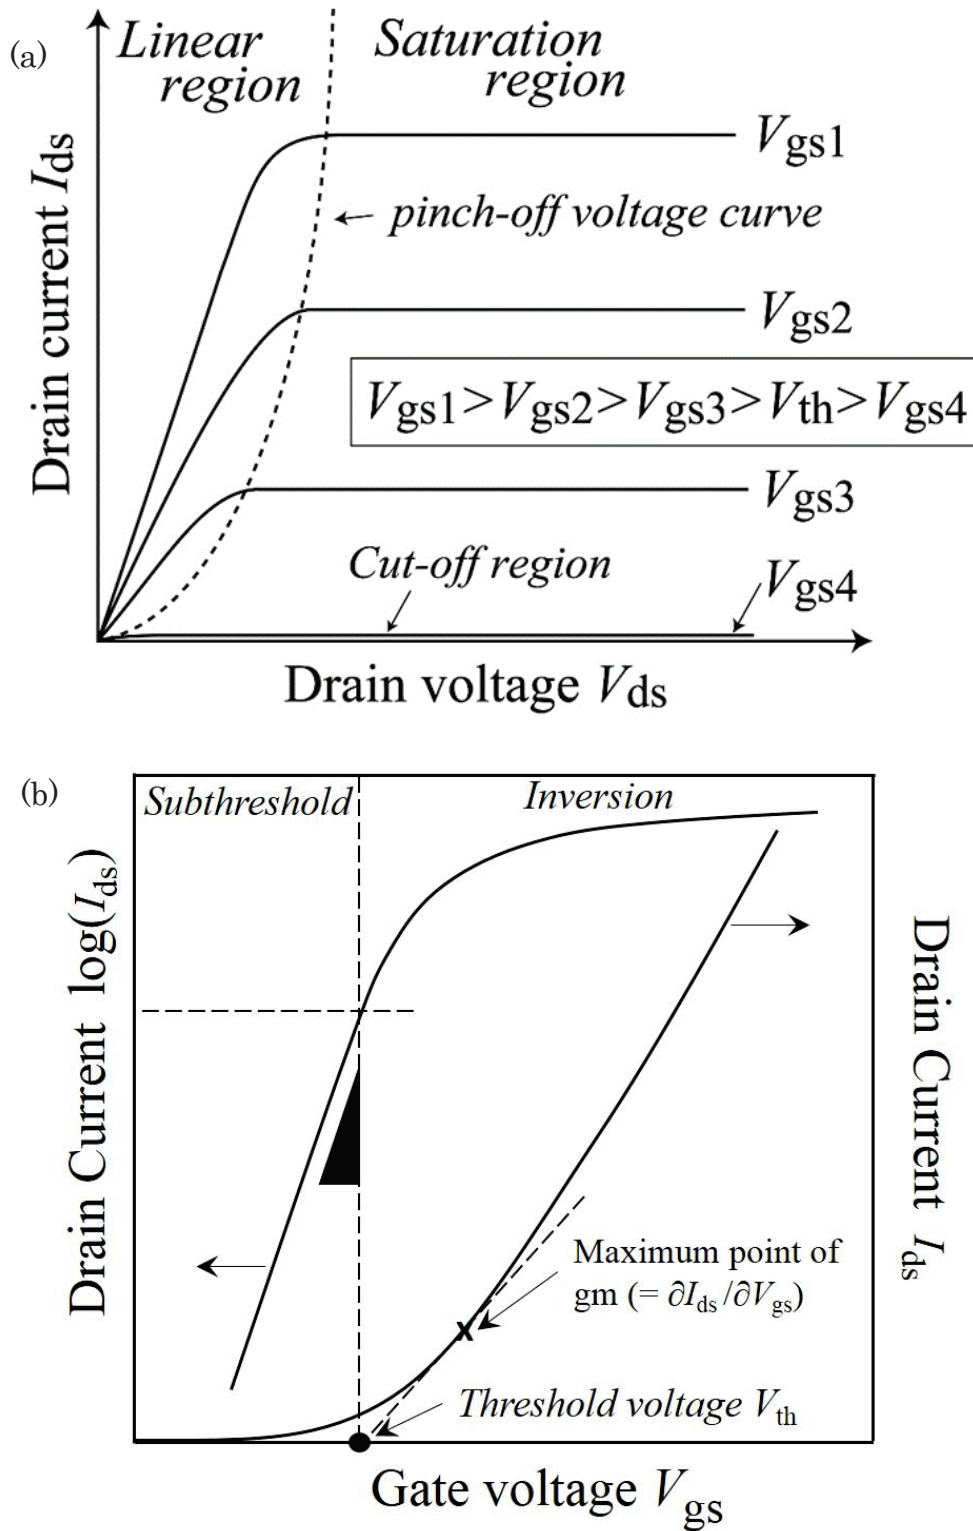 (a)
Linear
region
Saturation
region
Drain current Ids
Vgs1
pinch-off voltage curve
Vgs2
Vgs1>Vgs2>Vgs3>Vth>Vgs4
Vgs3
Cut-off region
Vgs4
Drain voltage Vds
(b)
Subthreshold
Inversion
Drain Current log(Ids)
Drain Current Ids
Maximum point of
gm (= ∂Ids/∂Vgs)
x
Threshold voltage Vth
Gate voltage Vgs